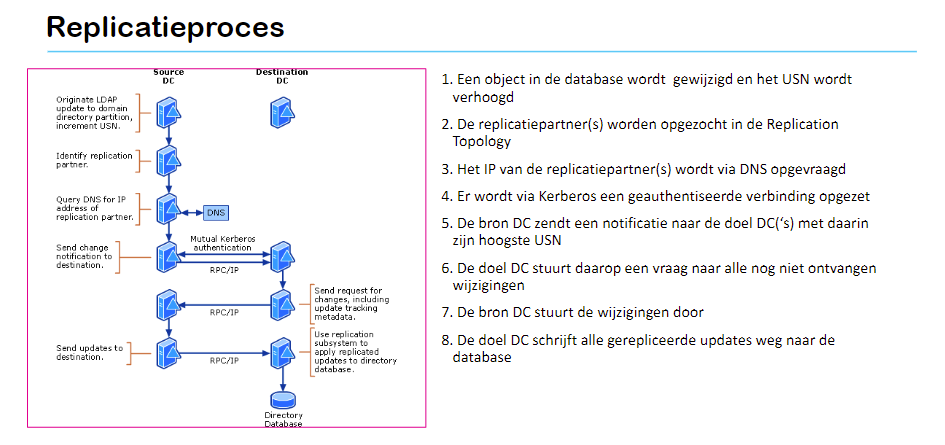 Replicatieproces
Source
DC
Destination
DC
Originate LDAP
update to domain
directory partition,
increment USN.
Identify replication
partner.
Query DNS for IP
address of
replication partner.
DNS
Send change
notification to
destination.
Mutual Kerberos
authentication
RPC/IP
Send request for
changes, including
update tracking
metadata.
RPC/IP
Send updates to
destination.
RPC/IP
Use replication
subsystem to
apply replicated
updates to directory
database.
Directory
Database
1. Een object in de database wordt gewijzigd en het USN wordt
verhoogd
2. De replicatiepartner(s) worden opgezocht in de Replication
Topology
3. Het IP van de replicatiepartner(s) wordt via DNS opgevraagd
4. Er wordt via Kerberos een geauthentiseerde verbinding opgezet
5. De bron DC zendt een notificatie naar de doel DC(‘s) met daarin
zijn hoogste USN
6. De doel DC stuurt daarop een vraag naar alle nog niet ontvangen
wijzigingen
7. De bron DC stuurt de wijzigingen door
8. De doel DC schrijft alle gerepliceerde updates weg naar de
database